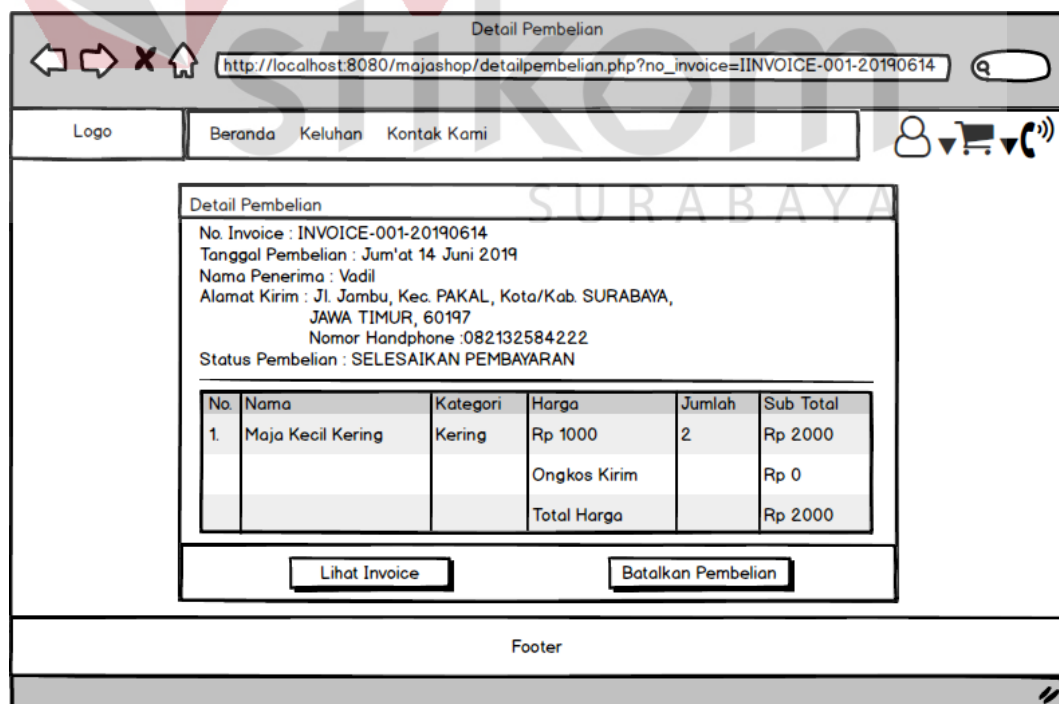 stikom
SURABAYA
Detail Pembelian
http://localhost:8080/majashop/detailpembelian.php?no_invoice=IINVOICE-001-20190614
Logo
Beranda Keluhan Kontak Kami
Detail Pembelian
No. Invoice : INVOICE-001-20190614
Tanggal Pembelian : Jum'at 14 Juni 2019
Nama Penerima : Vadil
Alamat Kirim : Jl. Jambu, Kec. PAKAL, Kota/Kab. SURABAYA,
JAWA TIMUR, 60197
Nomor Handphone :082132584222
Status Pembelian : SELESAIKAN PEMBAYARAN
No. Nama Kategori Harga Jumlah Sub Total
1. Maja Kecil Kering Kering Rp 1000 2 Rp 2000
Ongkos Kirim Rp 0
Total Harga Rp 2000
Lihat Invoice Batalkan Pembelian
Footer